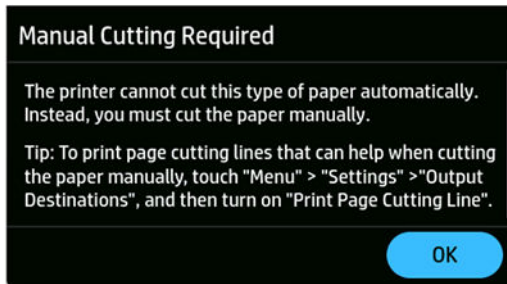 Manual Cutting Required
The printer cannot cut this type of paper automatically.
Instead, you must cut the paper manually.
Tip: To print page cutting lines that can help when cutting
the paper manually, touch "Menu" > "Settings" >"Output
Destinations", and then turn on "Print Page Cutting Line".
OK